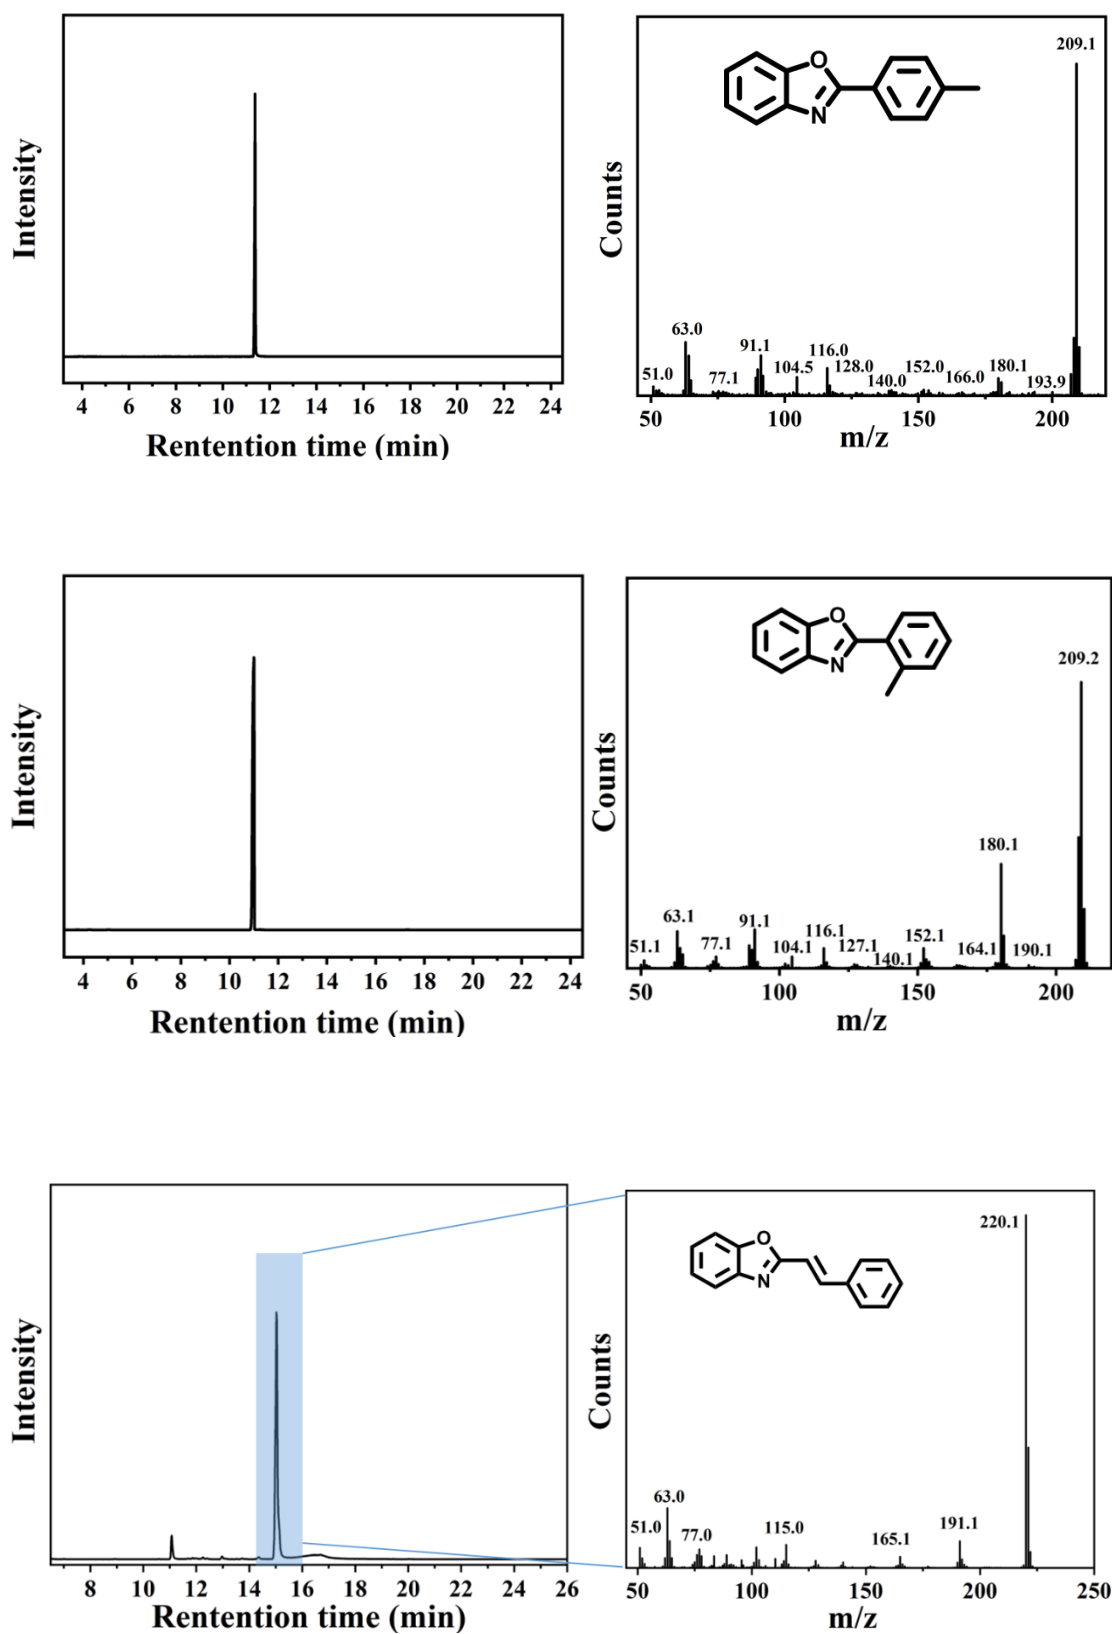 Intensity
4 6 8 10 12 14 16 18 20 22 24
Rentention time (min)
Counts
O
N
209.1
63.0
91.1
116.0
51.0
77.1
104.5
128.0
140.0
152.0
166.0
180.1
193.9
50 100 150 200
m/z
Intensity
4 6 8 10 12 14 16 18 20 22 24
Rentention time (min)
Counts
O
N
209.2
180.1
63.1
91.1
51.1
77.1
104.1
116.1
127.1
140.1
152.1
164.1
190.1
50 100 150 200
m/z
Intensity
8 10 12 14 16 18 20 22 24 26
Rentention time (min)
Counts
O
N
220.1
63.0
51.0
77.0
115.0
165.1
191.1
50 100 150 200 250
m/z